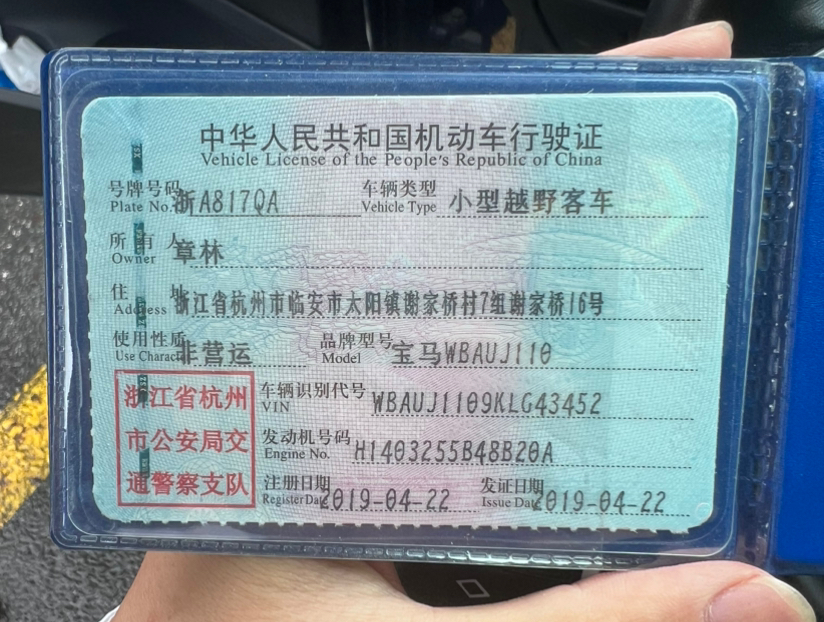 中华人民共和国机动车行驶证
Vehicle License of the People's Republic of China
号牌号码 浙A817QA 车辆类型 小型越野客车
Plate No. Vehicle Type
所有人 章林
Owner
住址 浙江省杭州市临安市太阳镇谢家桥村7组谢家桥16号
Address
使用性质 非营运 品牌型号 宝马WBAUJ110
Use Charact Model
浙江省杭州 车辆识别代号 WBAUJ1109KLG43452
VIN
市公安局交 发动机号码 H1403255B48B20A
Engine No.
通警察支队 注册日期 2019-04-22 发证日期 2019-04-22
Register Dat Issue Dat